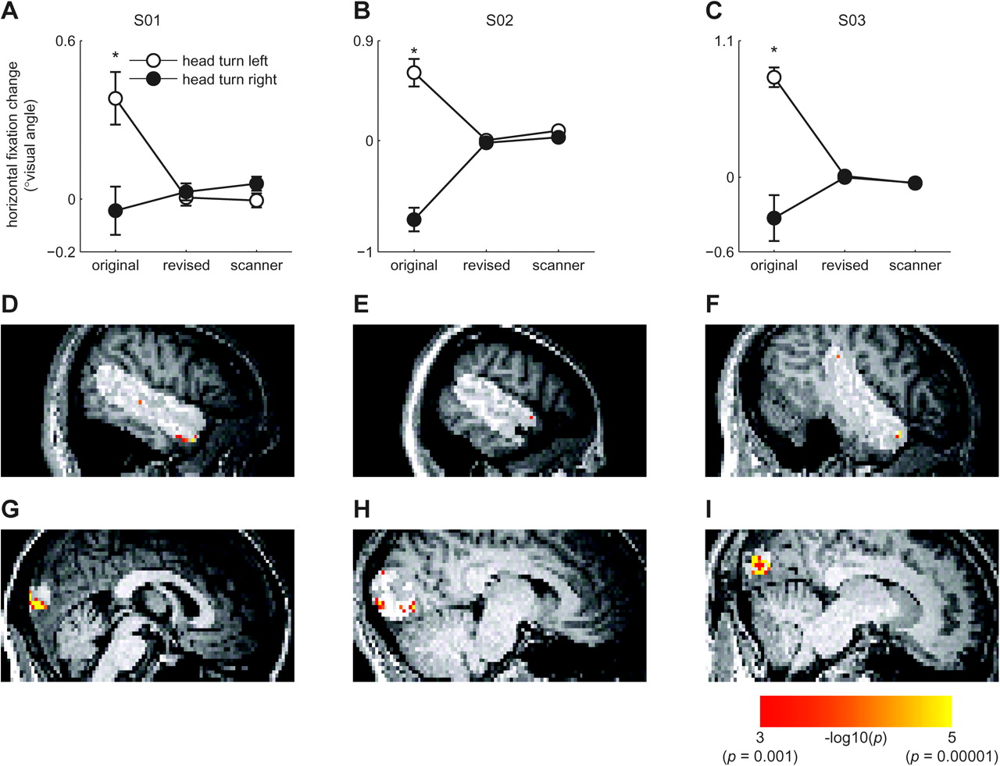 A
B
C
S01
S02
S03
horizontal fixation change
(°visual angle)
0.6
0
−0.2
*
head turn left
head turn right
original
revised
scanner
0.9
0
−1
*
original
revised
scanner
1.1
0
−0.6
*
original
revised
scanner
D
E
F
G
H
I
3
-log10(p)
5
(p = 0.001)
(p = 0.00001)